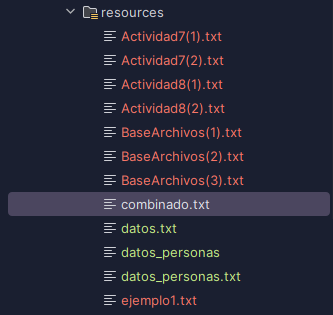 resources
Actividad7(1).txt
Actividad7(2).txt
Actividad8(1).txt
Actividad8(2).txt
BaseArchivos(1).txt
BaseArchivos(2).txt
BaseArchivos(3).txt
combinado.txt
datos.txt
datos_personas
datos_personas.txt
ejemplo1.txt